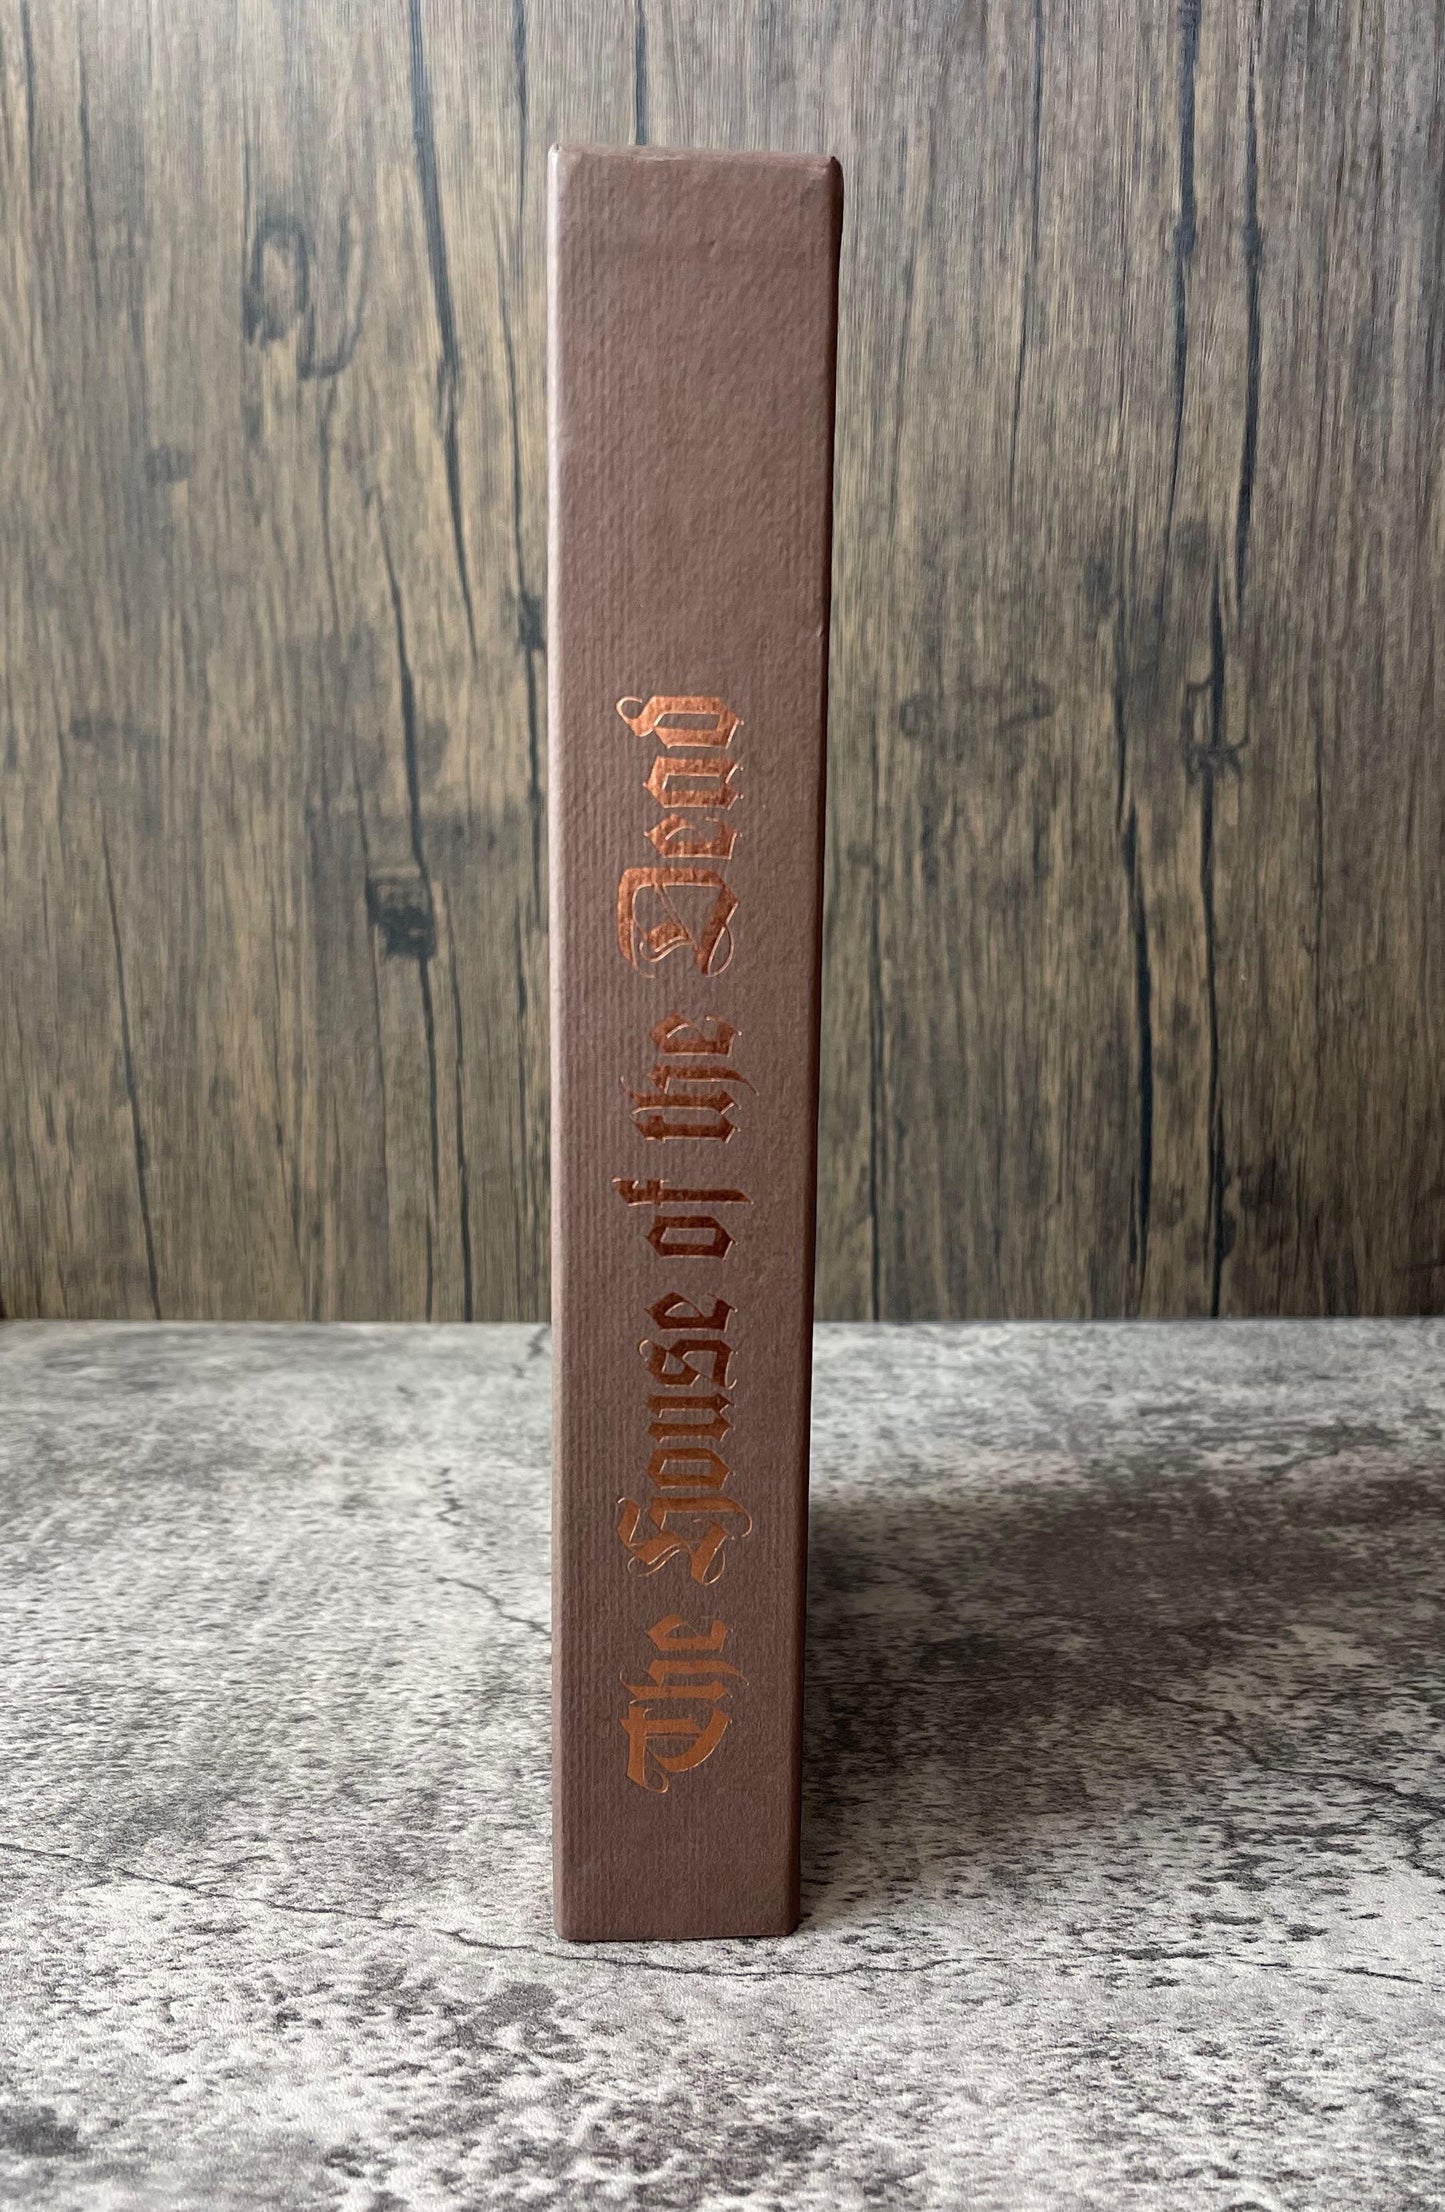 The House of the Dead